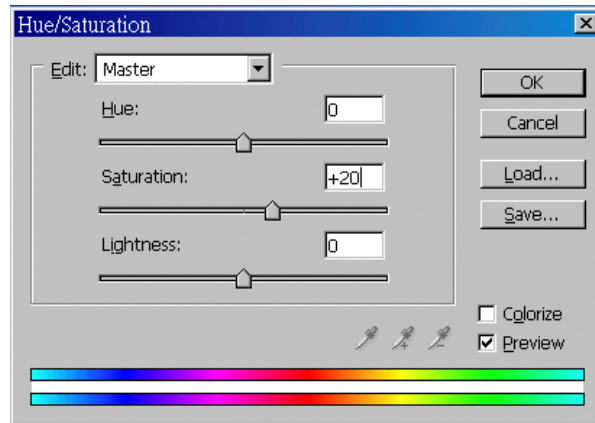 Hue/Saturation
Edit: Master
Hue: 0
Saturation: +20
Lightness: 0
OK
Cancel
Load...
Save...
Colorize
Preview